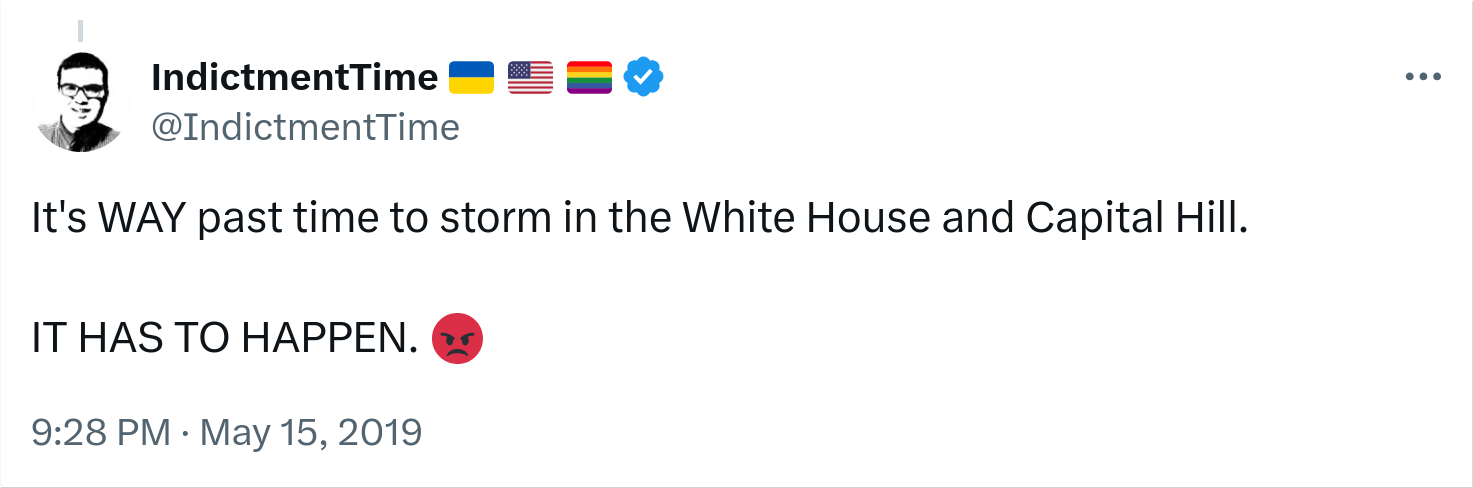 IndictmentTime 🇺🇦 🇺🇸 🏳️‍🌈
@IndictmentTime
It's WAY past time to storm in the White House and Capital Hill.
IT HAS TO HAPPEN. 😡
9:28 PM · May 15, 2019